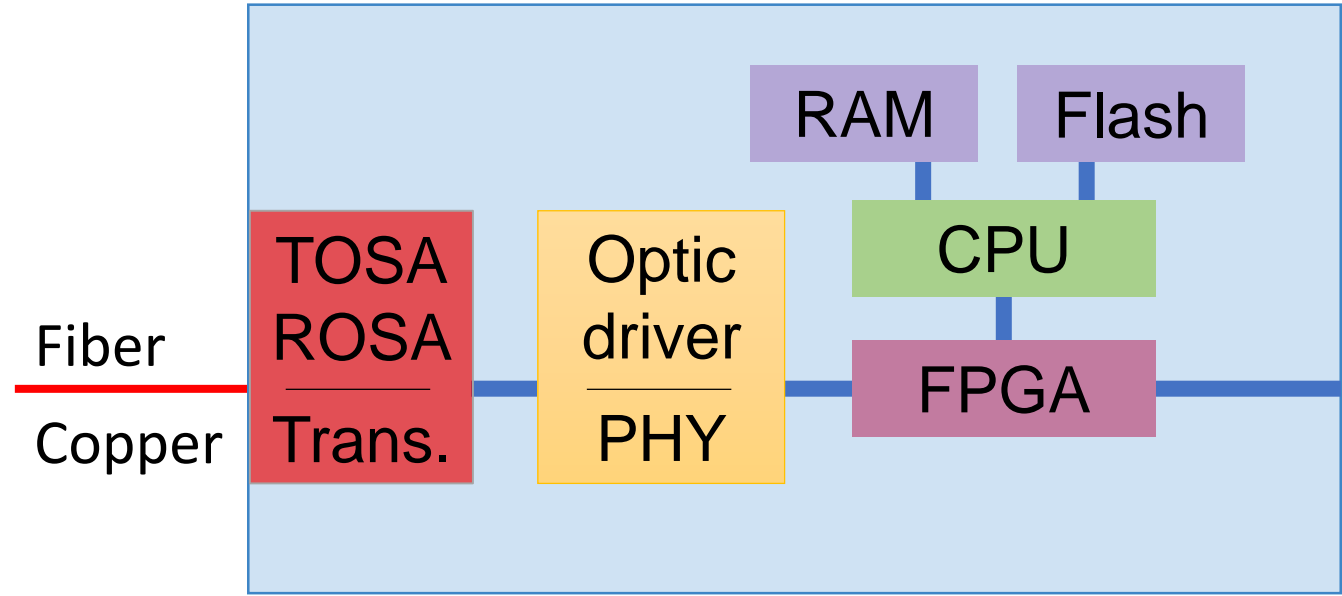 RAM
Flash
CPU
FPGA
TOSA
ROSA
Trans.
Optic
driver
PHY
Fiber
Copper